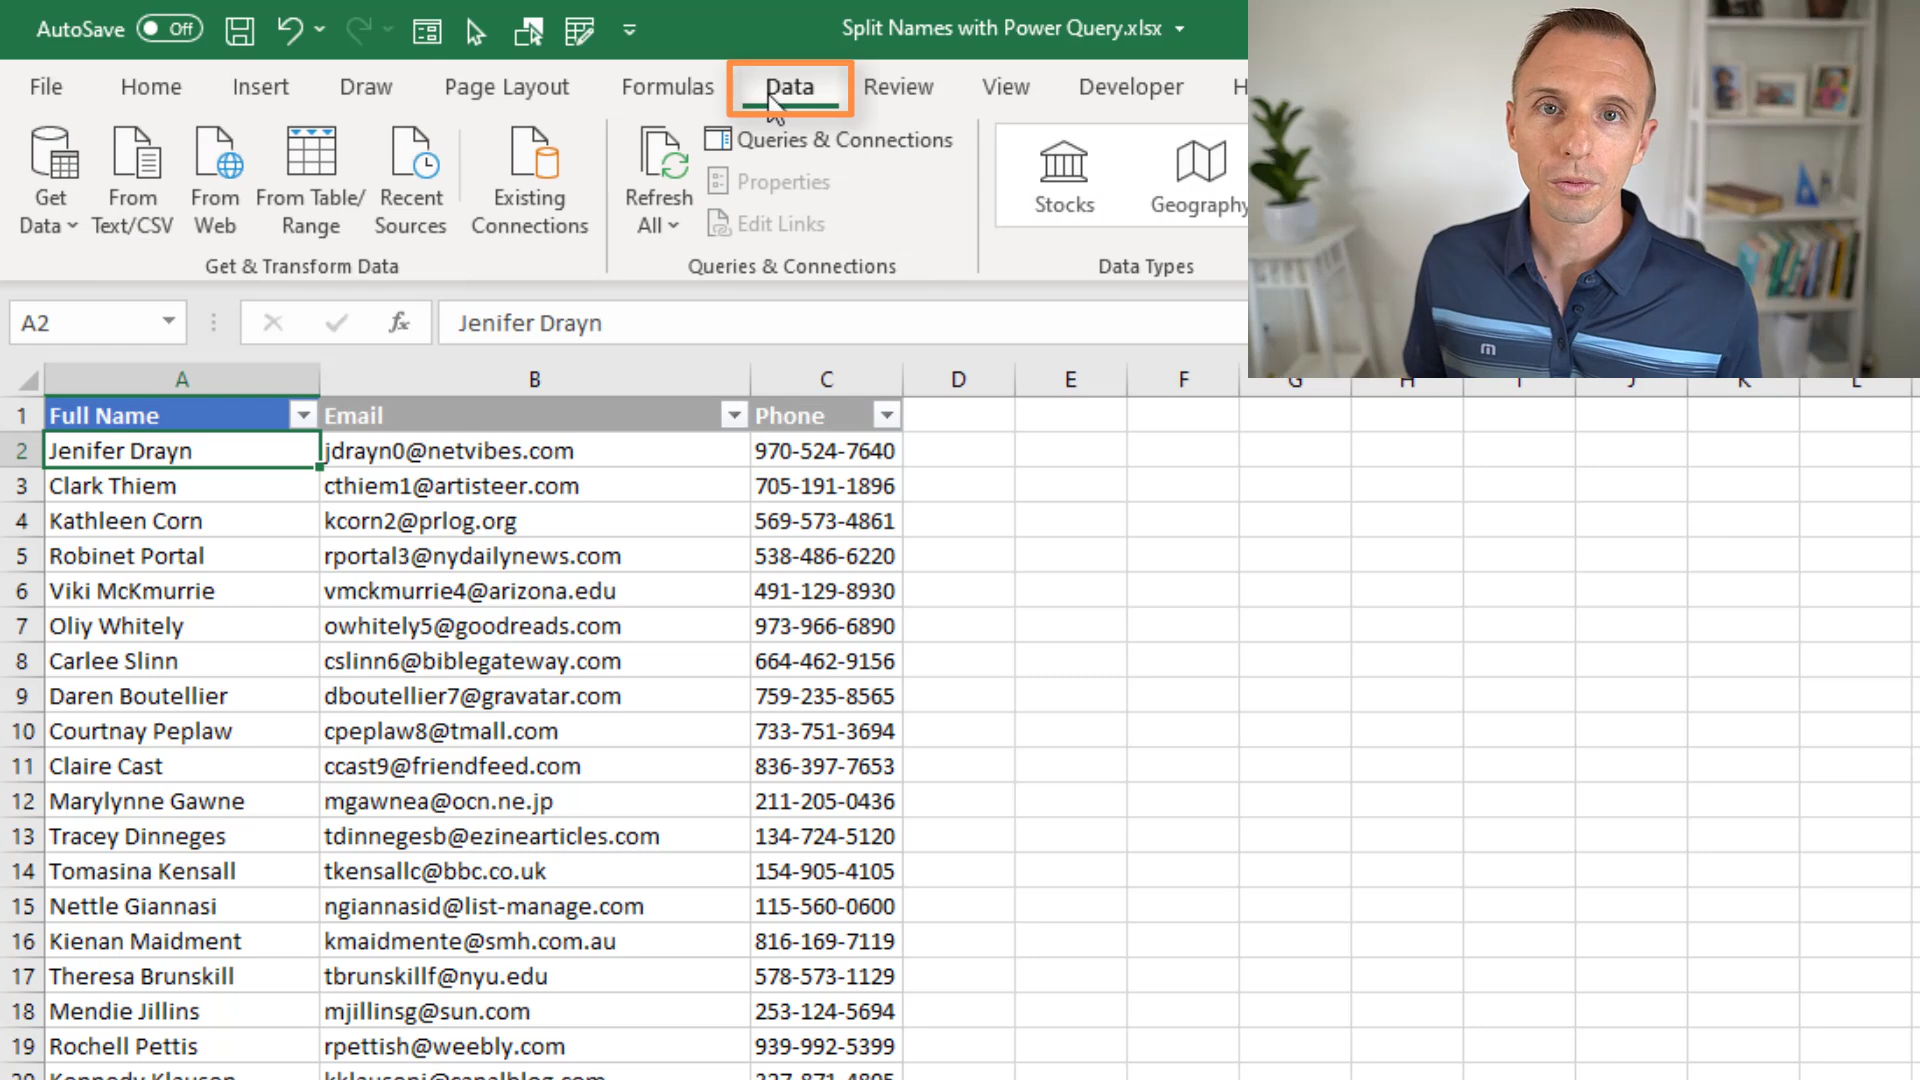 AutoSave Off Split Names with Power Query.xlsx
File Home Insert Draw Page Layout Formulas Data Review View Developer H
Get Data From Text/CSV From Web From Table/ Range Recent Sources Existing Connections Refresh All Queries & Connections Properties Edit Links Stocks Geography
Get & Transform Data Queries & Connections Data Types
A2 fx Jenifer Drayn
A B C D E F G H I J K L
1 Full Name Email Phone
2 Jenifer Drayn jdrayn0@netvibes.com 970-524-7640
3 Clark Thiem cthiem1@artisteer.com 705-191-1896
4 Kathleen Corn kcorn2@prlog.org 569-573-4861
5 Robinet Portal rportal3@nydailynews.com 538-486-6220
6 Viki McKmurrie vmckmurrie4@arizona.edu 491-129-8930
7 Oliy Whitely owhitely5@goodreads.com 973-966-6890
8 Carlee Slinn cslinn6@biblegateway.com 664-462-9156
9 Daren Boutellier dboutellier7@gravatar.com 759-235-8565
10 Courtnay Peplaw cpeplaw8@tmall.com 733-751-3694
11 Claire Cast ccast9@friendfeed.com 836-397-7653
12 Marylynne Gawne mgawnea@ocn.ne.jp 211-205-0436
13 Tracey Dinneges tdinnegesb@ezinearticles.com 134-724-5120
14 Tomasina Kensall tkensallc@bbc.co.uk 154-905-4105
15 Nettle Giannasi ngiannasid@list-manage.com 115-560-0600
16 Kienan Maidment kmaidmente@smh.com.au 816-169-7119
17 Theresa Brunskill tbrunskillf@nyu.edu 578-573-1129
18 Mendie Jillins mjillinsg@sun.com 253-124-5694
19 Rochell Pettis rpettish@weebly.com 939-992-5399